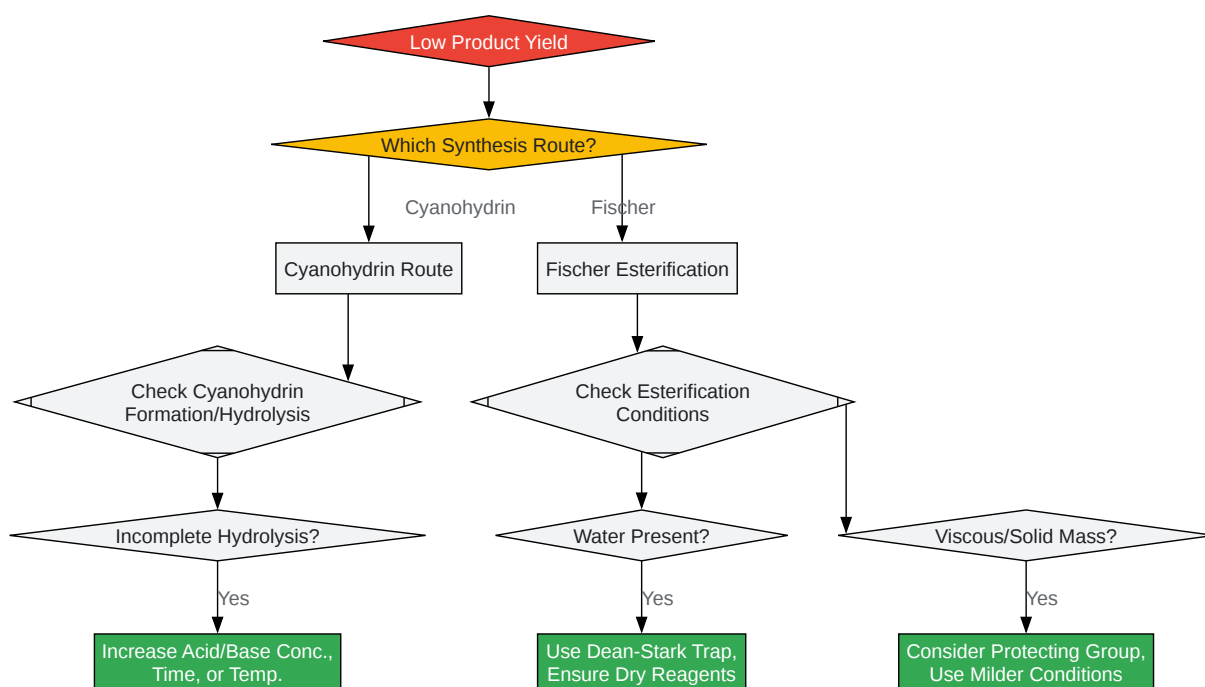 Low Product Yield
Which Synthesis Route?
Cyanohydrin
Fischer
Cyanohydrin Route
Fischer Esterification
Check Cyanohydrin
Formation/Hydrolysis
Check Esterification
Conditions
Incomplete Hydrolysis?
Water Present?
Viscous/Solid Mass?
Yes
Yes
Yes
Increase Acid/Base Conc.,
Time, or Temp.
Use Dean-Stark Trap,
Ensure Dry Reagents
Consider Protecting Group,
Use Milder Conditions